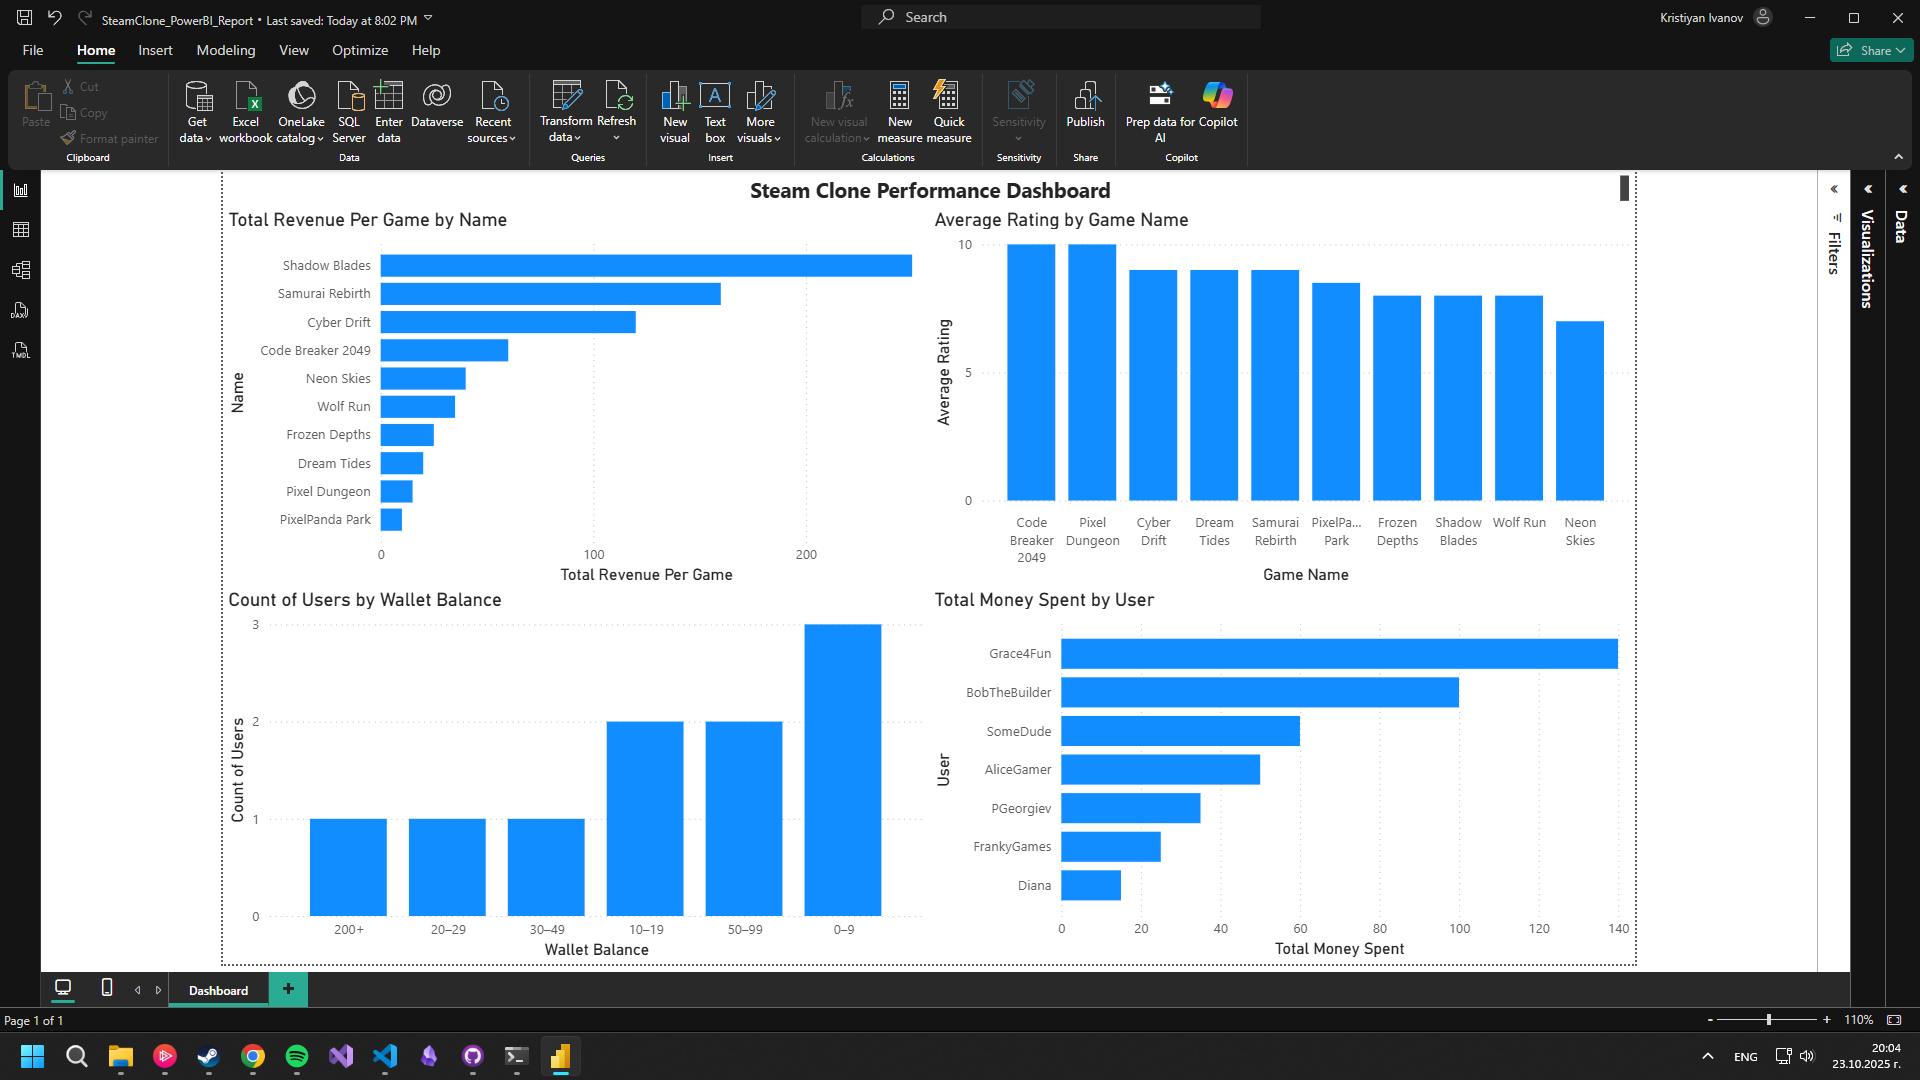 SteamClone_PowerBI_Report • Last saved: Today at 8:02 PM
Search
Kristiyan Ivanov
File Home Insert Modeling View Optimize Help
Share
Paste
Cut
Copy
Format painter
Clipboard
Get data
Excel workbook
OneLake catalog
SQL Server
Enter data
Dataverse
Recent sources
Data
Transform data
Refresh
Queries
New visual
Text box
More visuals
Insert
New visual calculation
New measure
Quick measure
Calculations
Sensitivity
Sensitivity
Publish
Share
Prep data for AI
Copilot
Copilot
DAX
TMDL
Steam Clone Performance Dashboard
Total Revenue Per Game by Name
Name
Shadow Blades
Samurai Rebirth
Cyber Drift
Code Breaker 2049
Neon Skies
Wolf Run
Frozen Depths
Dream Tides
Pixel Dungeon
PixelPanda Park
0 100 200
Total Revenue Per Game
Average Rating by Game Name
Average Rating
10
5
0
Code Breaker 2049
Pixel Dungeon
Cyber Drift
Dream Tides
Samurai Rebirth
PixelPa... Park
Frozen Depths
Shadow Blades
Wolf Run
Neon Skies
Game Name
Count of Users by Wallet Balance
Count of Users
3
2
1
0
200+ 20–29 30–49 10–19 50–99 0–9
Wallet Balance
Total Money Spent by User
User
Grace4Fun
BobTheBuilder
SomeDude
AliceGamer
PGeorgiev
FrankyGames
Diana
0 20 40 60 80 100 120 140
Total Money Spent
Filters
Visualizations
Data
Dashboard
+
Page 1 of 1
- + 110%
ENG
20:04
23.10.2025 г.